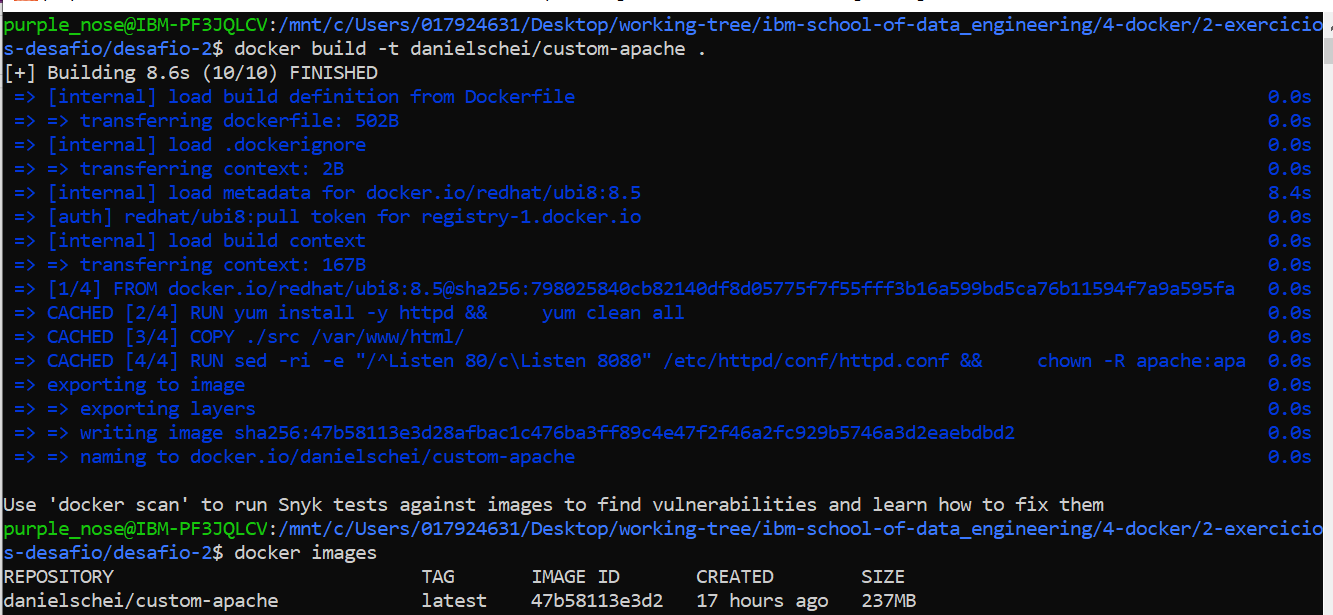 purple_nose@IBM-PF3JQLCV:/mnt/c/Users/017924631/Desktop/working-tree/ibm-school-of-data_engineering/4-docker/2-exercicio
s-desafio/desafio-2$ docker build -t danielschei/custom-apache .
[+] Building 8.6s (10/10) FINISHED
=> [internal] load build definition from Dockerfile 0.0s
=> => transferring dockerfile: 502B 0.0s
=> [internal] load .dockerignore 0.0s
=> => transferring context: 2B 0.0s
=> [internal] load metadata for docker.io/redhat/ubi8:8.5 8.4s
=> [auth] redhat/ubi8:pull token for registry-1.docker.io 0.0s
=> [internal] load build context 0.0s
=> => transferring context: 167B 0.0s
=> [1/4] FROM docker.io/redhat/ubi8:8.5@sha256:798025840cb82140df8d05775f7f55fff3b16a599bd5ca76b11594f7a9a595fa 0.0s
=> CACHED [2/4] RUN yum install -y httpd &&     yum clean all 0.0s
=> CACHED [3/4] COPY ./src /var/www/html/ 0.0s
=> CACHED [4/4] RUN sed -ri -e "/^Listen 80/c\Listen 8080" /etc/httpd/conf/httpd.conf &&     chown -R apache:apa 0.0s
=> exporting to image 0.0s
=> => exporting layers 0.0s
=> => writing image sha256:47b58113e3d28afbac1c476ba3ff89c4e47f2f46a2fc929b5746a3d2eaebdbd2 0.0s
=> => naming to docker.io/danielschei/custom-apache 0.0s
Use 'docker scan' to run Snyk tests against images to find vulnerabilities and learn how to fix them
purple_nose@IBM-PF3JQLCV:/mnt/c/Users/017924631/Desktop/working-tree/ibm-school-of-data_engineering/4-docker/2-exercicio
s-desafio/desafio-2$ docker images
REPOSITORY TAG IMAGE ID CREATED SIZE
danielschei/custom-apache latest 47b58113e3d2 17 hours ago 237MB